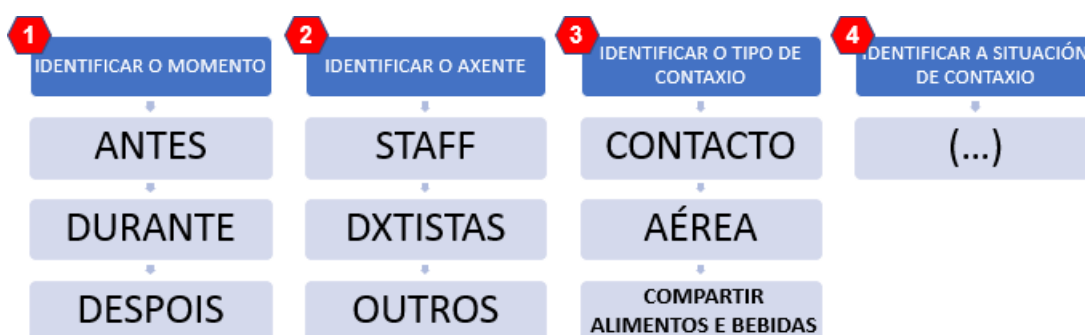 1
IDENTIFICAR O MOMENTO
ANTES
DURANTE
DESPOIS
2
IDENTIFICAR O AXENTE
STAFF
DXTISTAS
OUTROS
3
IDENTIFICAR O TIPO DE
CONTAXIO
CONTACTO
AÉREA
COMPARTIR
ALIMENTOS E BEBIDAS
4
IDENTIFICAR A SITUACIÓN
DE CONTAXIO
(...)